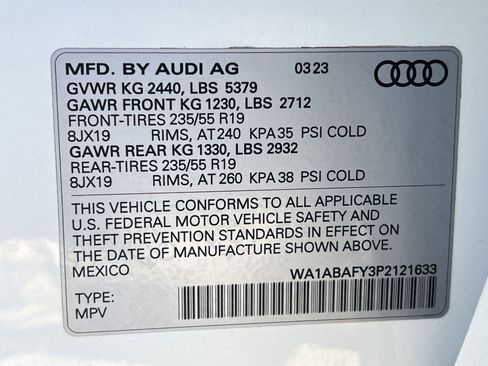 MFD. BY AUDI AG 03 23
GVWR KG 2440, LBS 5379
GAWR FRONT KG 1230, LBS 2712
FRONT-TIRES 235/55 R19
8JX19 RIMS, AT 240 KPA 35 PSI COLD
GAWR REAR KG 1330, LBS 2932
REAR-TIRES 235/55 R19
8JX19 RIMS, AT 260 KPA 38 PSI COLD
THIS VEHICLE CONFORMS TO ALL APPLICABLE
U.S. FEDERAL MOTOR VEHICLE SAFETY AND
THEFT PREVENTION STANDARDS IN EFFECT ON
THE DATE OF MANUFACTURE SHOWN ABOVE.
MEXICO WA1ABAFY3P2121633
TYPE:
MPV